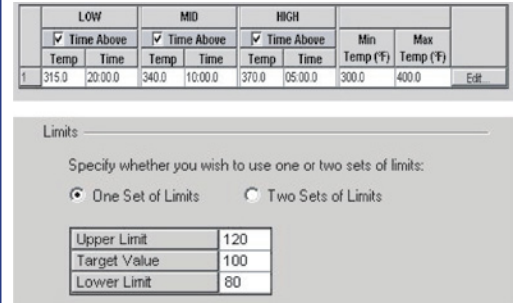 LOW MID HIGH
Time Above Time Above Time Above Min Max
Temp Time Temp Time Temp Time Temp (°F) Temp (°F)
1 315.0 20:00.0 340.0 10:00.0 370.0 05:00.0 300.0 400.0 Edit...
Limits
Specify whether you wish to use one or two sets of limits:
One Set of Limits Two Sets of Limits
Upper Limit 120
Target Value 100
Lower Limit 80